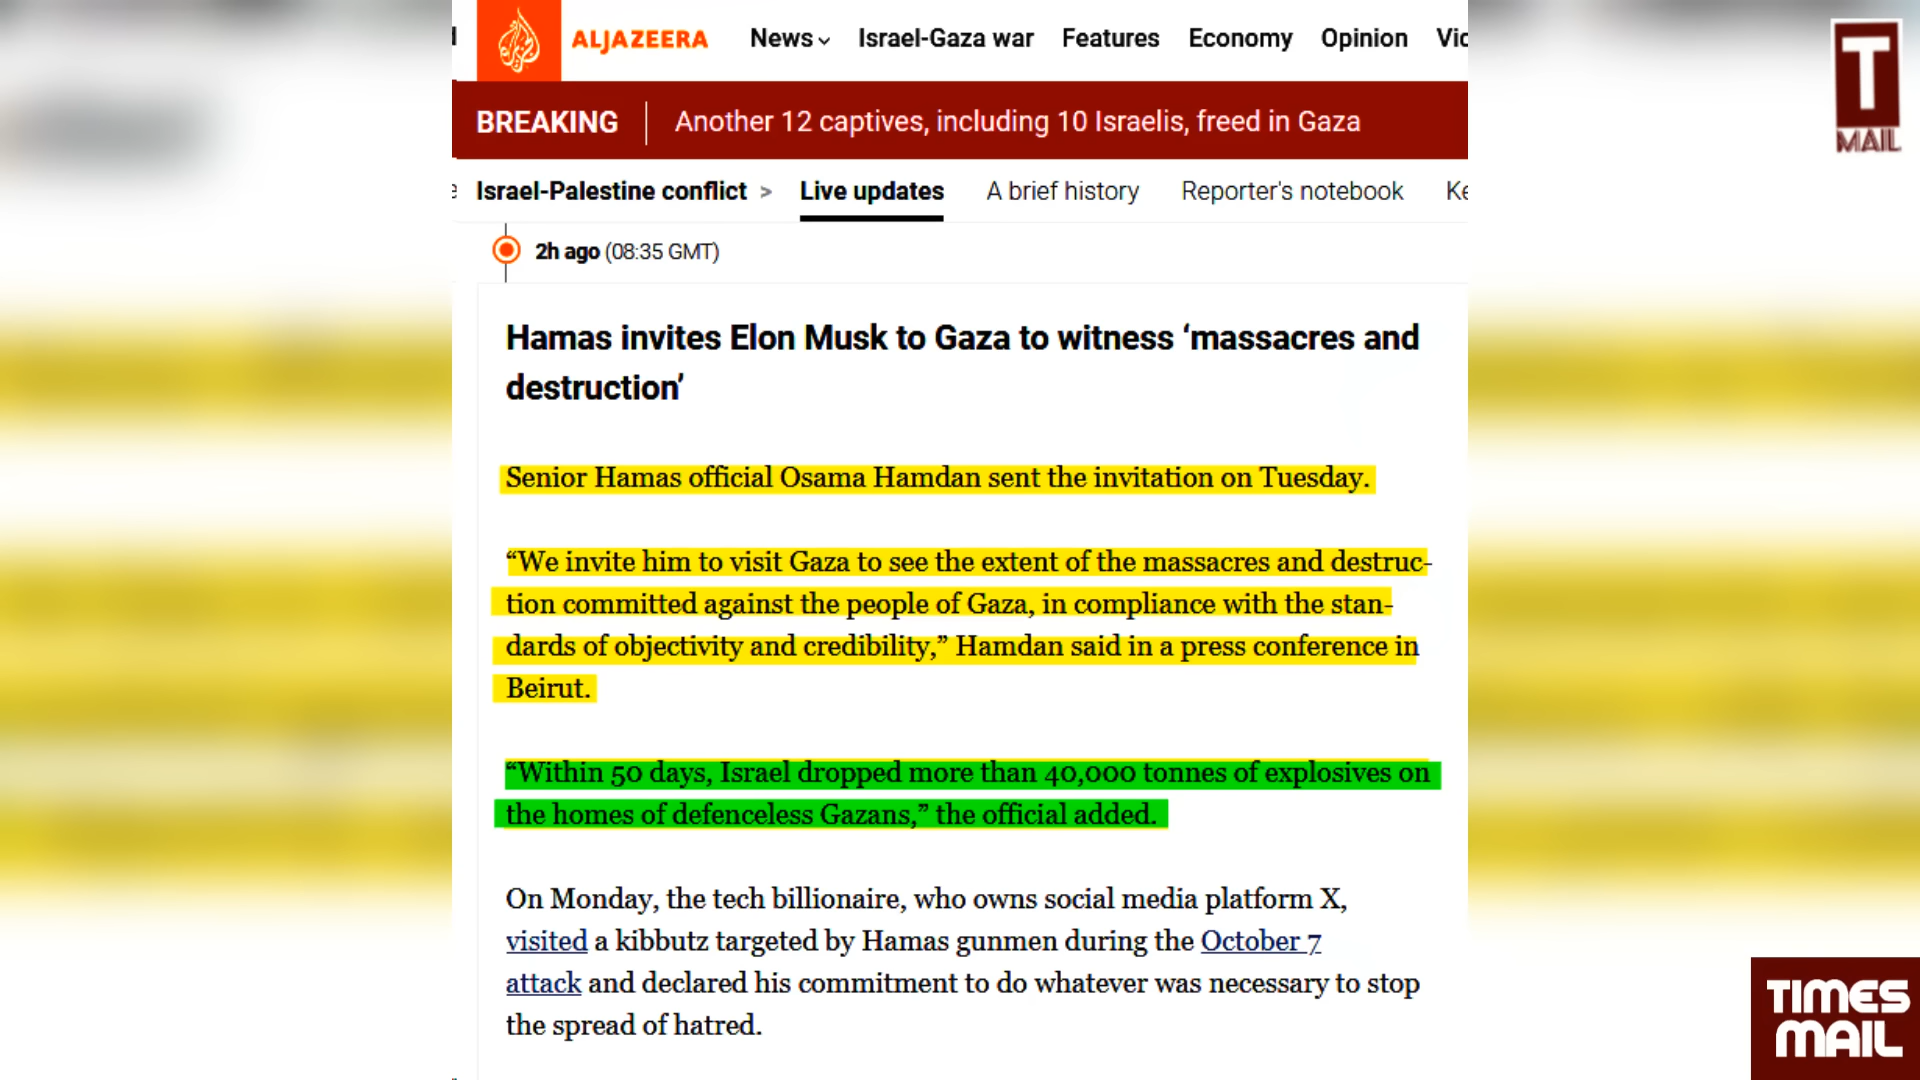 ALJAZEERA News Israel-Gaza war Features Economy Opinion
T
MAIL
BREAKING Another 12 captives, including 10 Israelis, freed in Gaza
Israel-Palestine conflict > Live updates A brief history Reporter's notebook
2h ago (08:35 GMT)
Hamas invites Elon Musk to Gaza to witness ‘massacres and
destruction’
Senior Hamas official Osama Hamdan sent the invitation on Tuesday.
“We invite him to visit Gaza to see the extent of the massacres and destruc-
tion committed against the people of Gaza, in compliance with the stan-
dards of objectivity and credibility,” Hamdan said in a press conference in
Beirut.
“Within 50 days, Israel dropped more than 40,000 tonnes of explosives on
the homes of defenceless Gazans,” the official added.
On Monday, the tech billionaire, who owns social media platform X,
visited a kibbutz targeted by Hamas gunmen during the October 7
attack and declared his commitment to do whatever was necessary to stop
the spread of hatred.
TIMES
MAIL